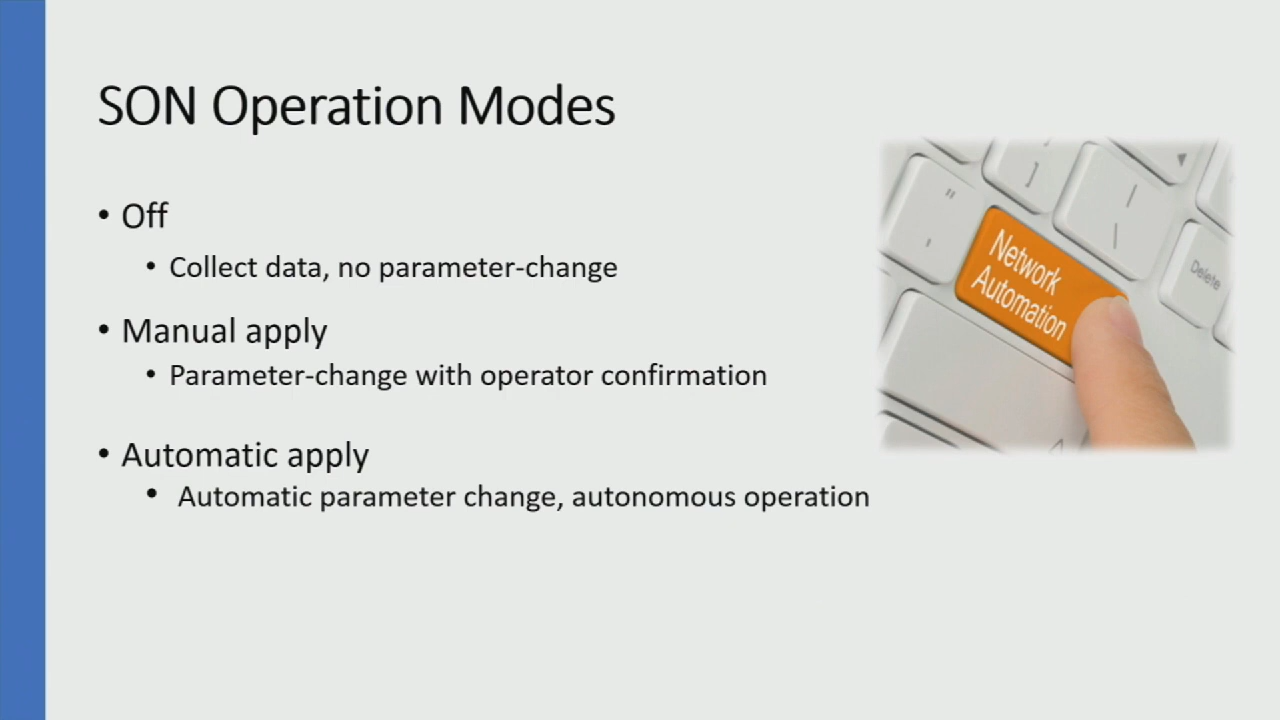 SON Operation Modes
• Off
• Collect data, no parameter-change
• Manual apply
• Parameter-change with operator confirmation
• Automatic apply
• Automatic parameter change, autonomous operation
Network
Automation
Delete